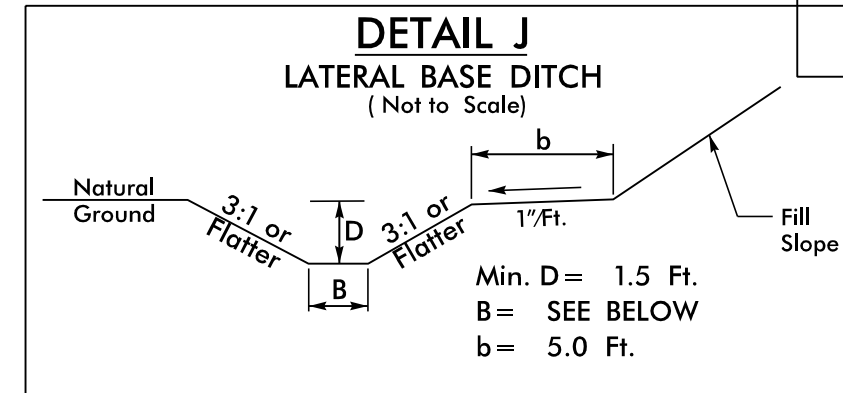 DETAIL J
LATERAL BASE DITCH
( Not to Scale)
b
Natural
Ground
3:1 or
Flatter
D
3:1 or
Flatter
1"/Ft.
Fill
Slope
B
Min. D = 1.5 Ft.
B = SEE BELOW
b = 5.0 Ft.